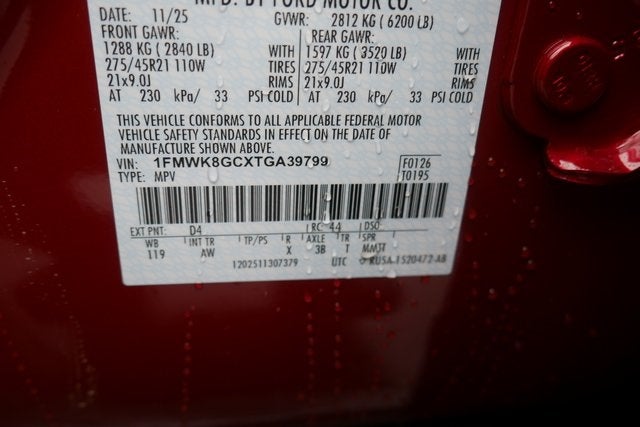 MFD. BY FORD MOTOR CO.
DATE: 11/25 GVWR: 2812 KG (6200 LB)
FRONT GAWR: REAR GAWR:
1288 KG (2840 LB) WITH 1597 KG (3520 LB) WITH
275/45R21 110W TIRES 275/45R21 110W TIRES
21x9.0J RIMS 21x9.0J RIMS
AT 230 kPa/ 33 PSI COLD AT 230 kPa/ 33 PSI COLD
THIS VEHICLE CONFORMS TO ALL APPLICABLE FEDERAL MOTOR
VEHICLE SAFETY STANDARDS IN EFFECT ON THE DATE OF
MANUFACTURE SHOWN ABOVE.
VIN: 1FMWK8GCXTGA39799 F0126
TYPE: MPV T0195
EXT PNT: D4 RC: 44 DSO:
WB INT TR TP/PS R AXLE TR SPR
119 AW X 3B T MMJT
1202511307379 UTC